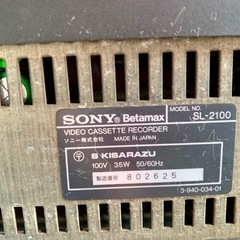 SONY® Betamax MODEL NO. SL-2100
VIDEO CASSETTE RECORDER
ソニー株式会社 MADE IN JAPAN
S KISARAZU
100V 35W 50/60Hz
製造番号 802625
3-940-034-01